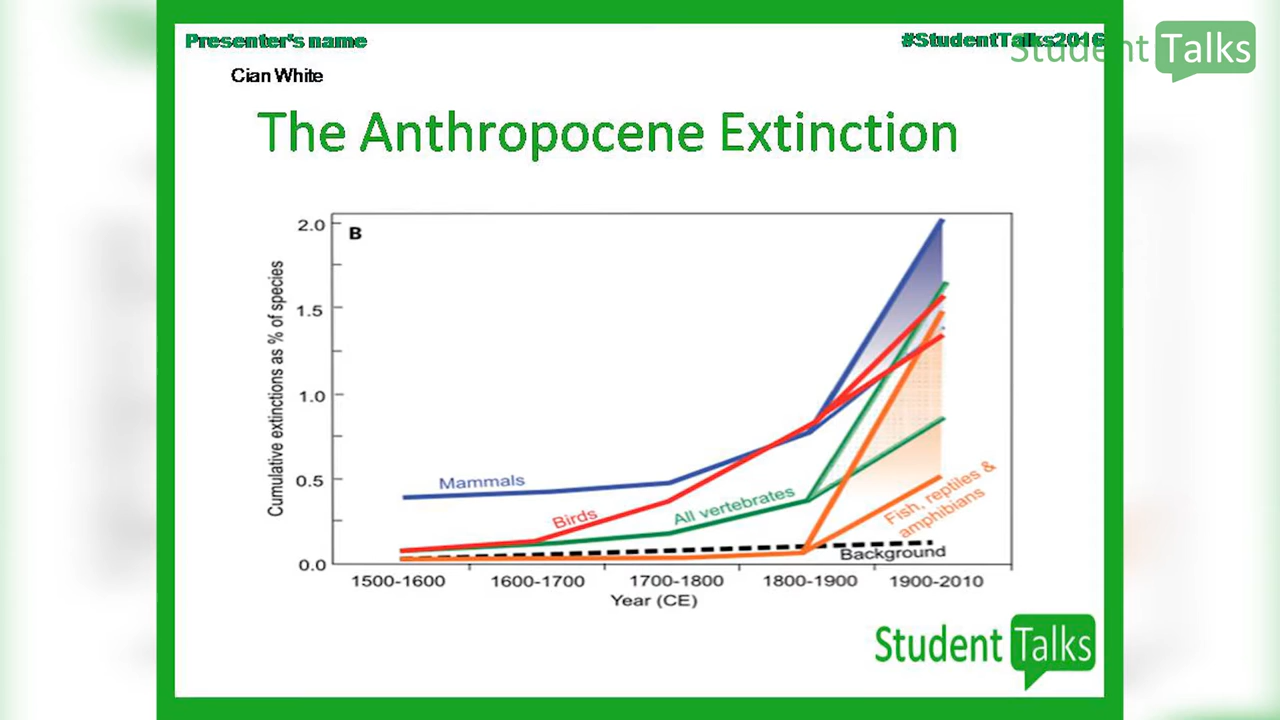 Presenter's name
#StudentTalks2016
Student Talks
Cian White
The Anthropocene Extinction
B
Cumulative extinctions as % of species
2.0
1.5
1.0
0.5
0.0
Mammals
Birds
All vertebrates
Fish, reptiles &
amphibians
Background
1500-1600
1600-1700
1700-1800
1800-1900
1900-2010
Year (CE)
Student Talks